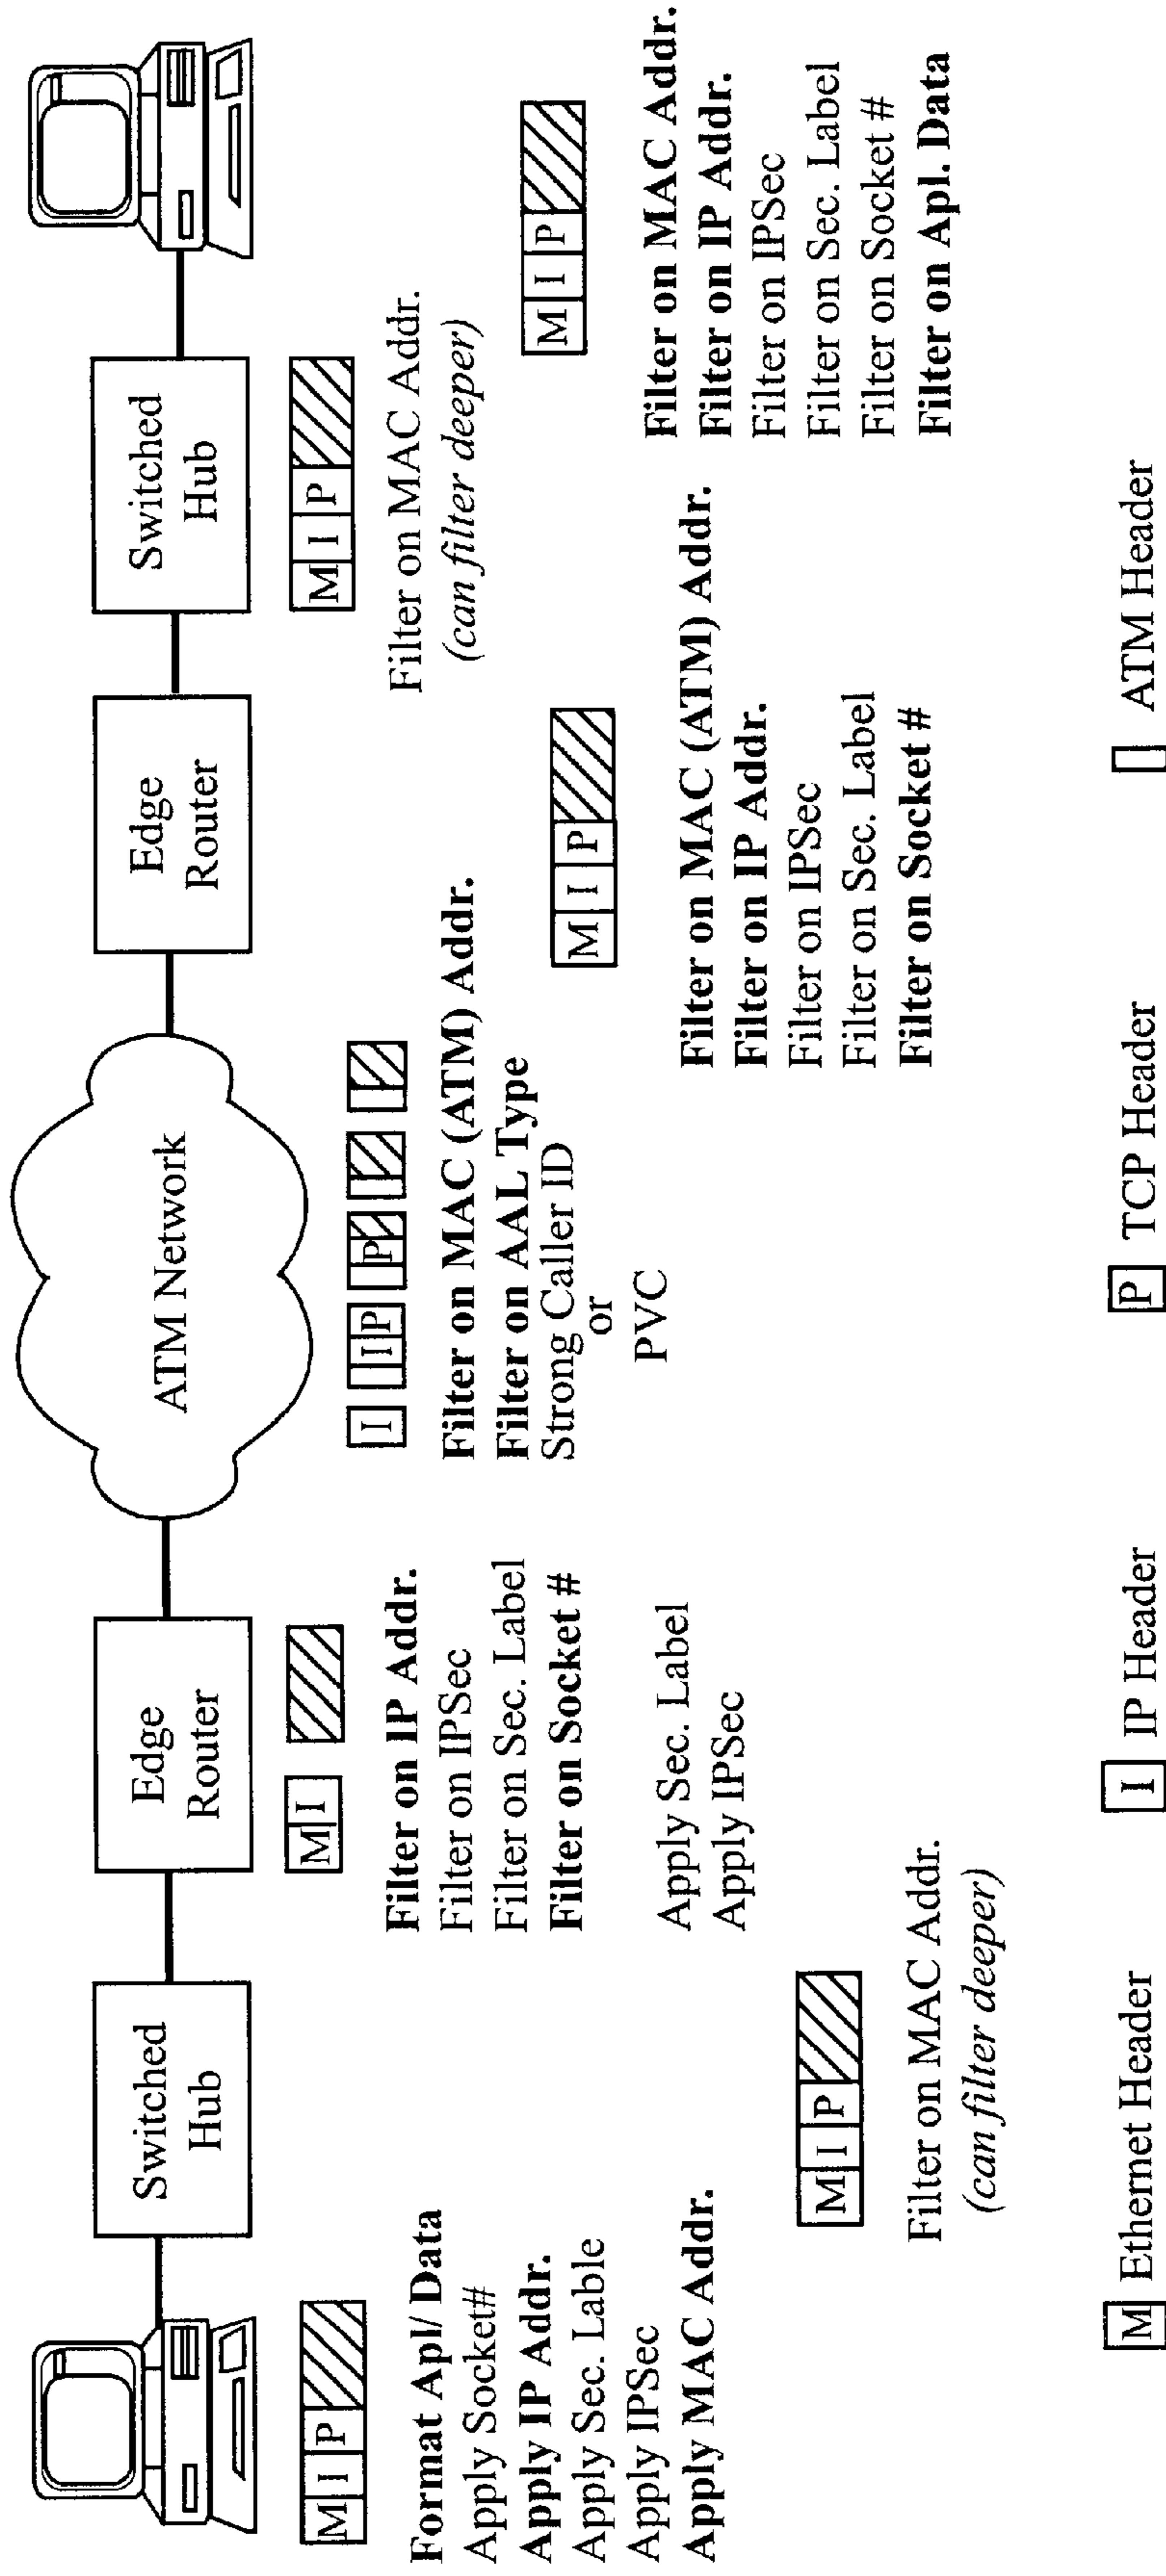 Switched
Hub
Edge
Router
ATM Network
Edge
Router
Switched
Hub
M I P
Format Apl/ Data
Apply Socket#
Apply IP Addr.
Apply Sec. Lable
Apply IPSec
Apply MAC Addr.
M I P
Filter on MAC Addr.
(can filter deeper)
M I
Filter on IP Addr.
Filter on IPSec
Filter on Sec. Label
Filter on Socket #
Apply Sec. Label
Apply IPSec
I I P P
Filter on MAC (ATM) Addr.
Filter on AAL Type
Strong Caller ID
or
PVC
M I P
Filter on MAC (ATM) Addr.
Filter on IP Addr.
Filter on IPSec
Filter on Sec. Label
Filter on Socket #
M I P
Filter on MAC Addr.
(can filter deeper)
M I P
Filter on MAC Addr.
Filter on IP Addr.
Filter on IPSec
Filter on Sec. Label
Filter on Socket #
Filter on Apl. Data
M Ethernet Header
I IP Header
P TCP Header
ATM Header